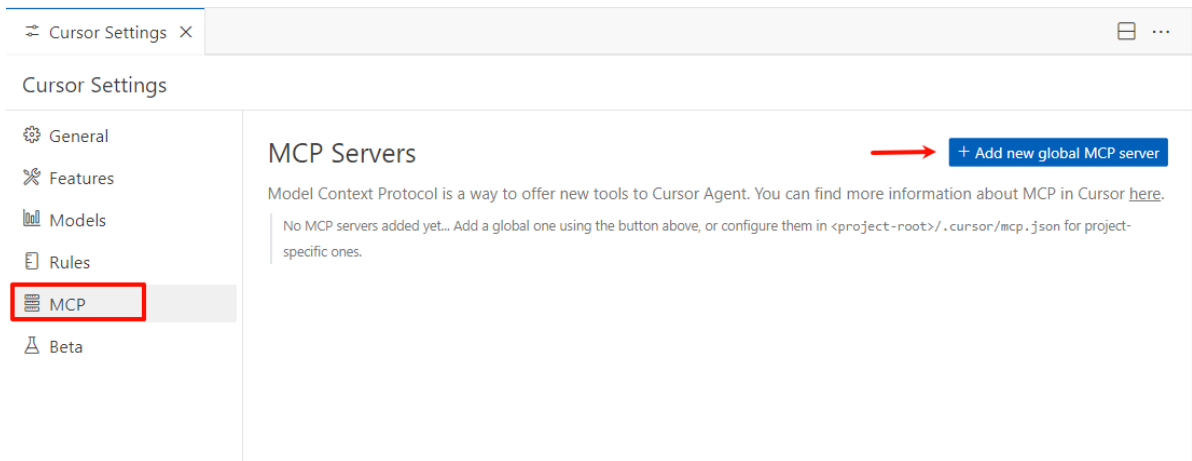 Cursor Settings
Cursor Settings
General
Features
Models
Rules
MCP
Beta
MCP Servers
+ Add new global MCP server
Model Context Protocol is a way to offer new tools to Cursor Agent. You can find more information about MCP in Cursor here.
No MCP servers added yet... Add a global one using the button above, or configure them in <project-root>/.cursor/mcp.json for project-
specific ones.